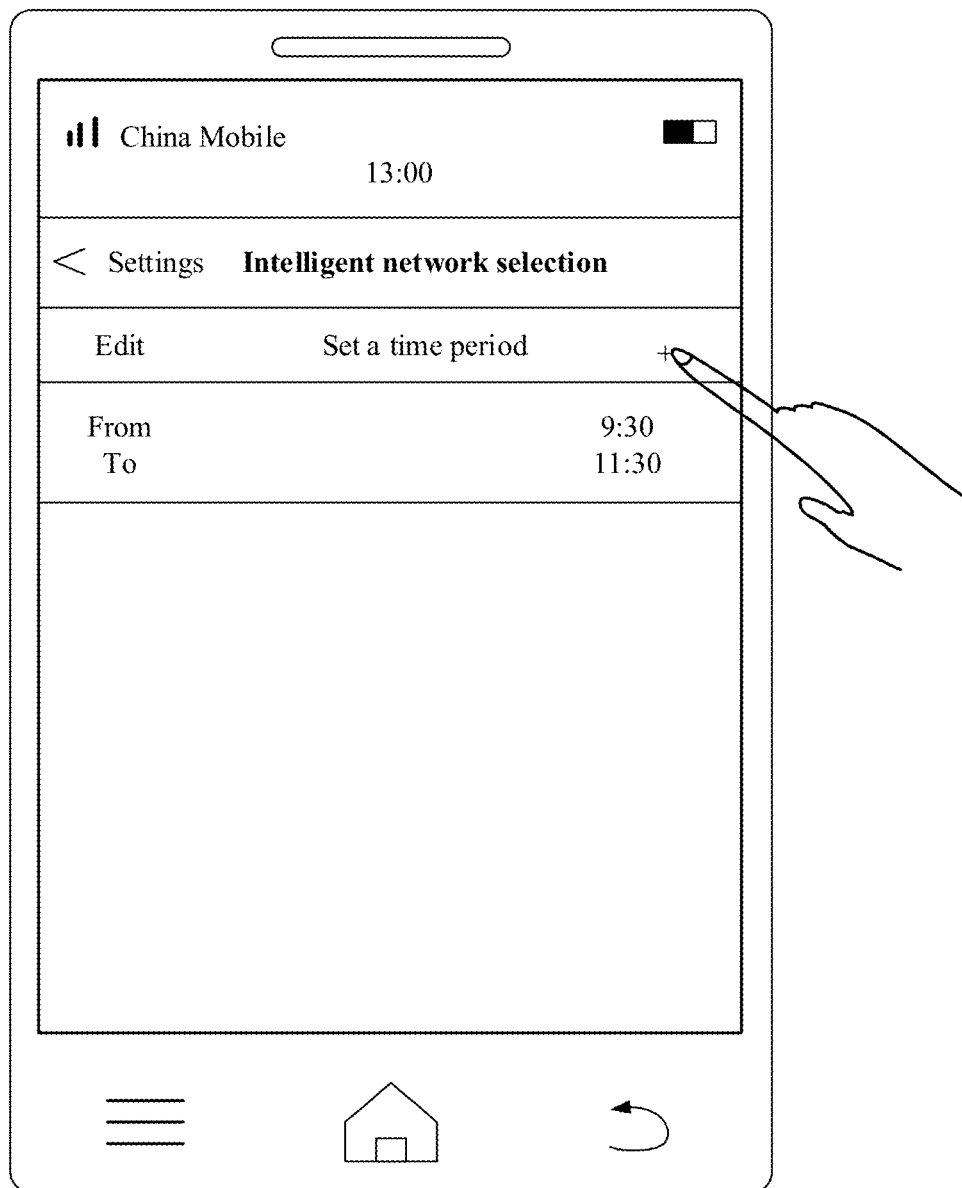 China Mobile
13:00
< Settings Intelligent network selection
Edit Set a time period +
From 9:30
To 11:30